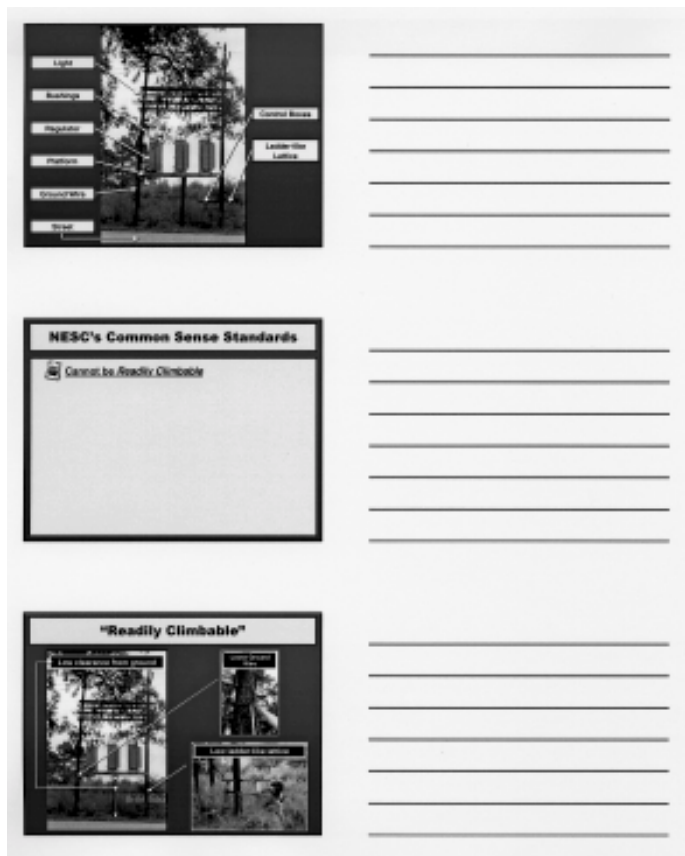 Light
Bushings
Regulator
Platform
Ground Wire
Street
Control Boxes
Ladder-like
Lattice
NESC's Common Sense Standards
Cannot be Readily Climbable
"Readily Climbable"
Low clearance from ground
Low ladder-like lattice